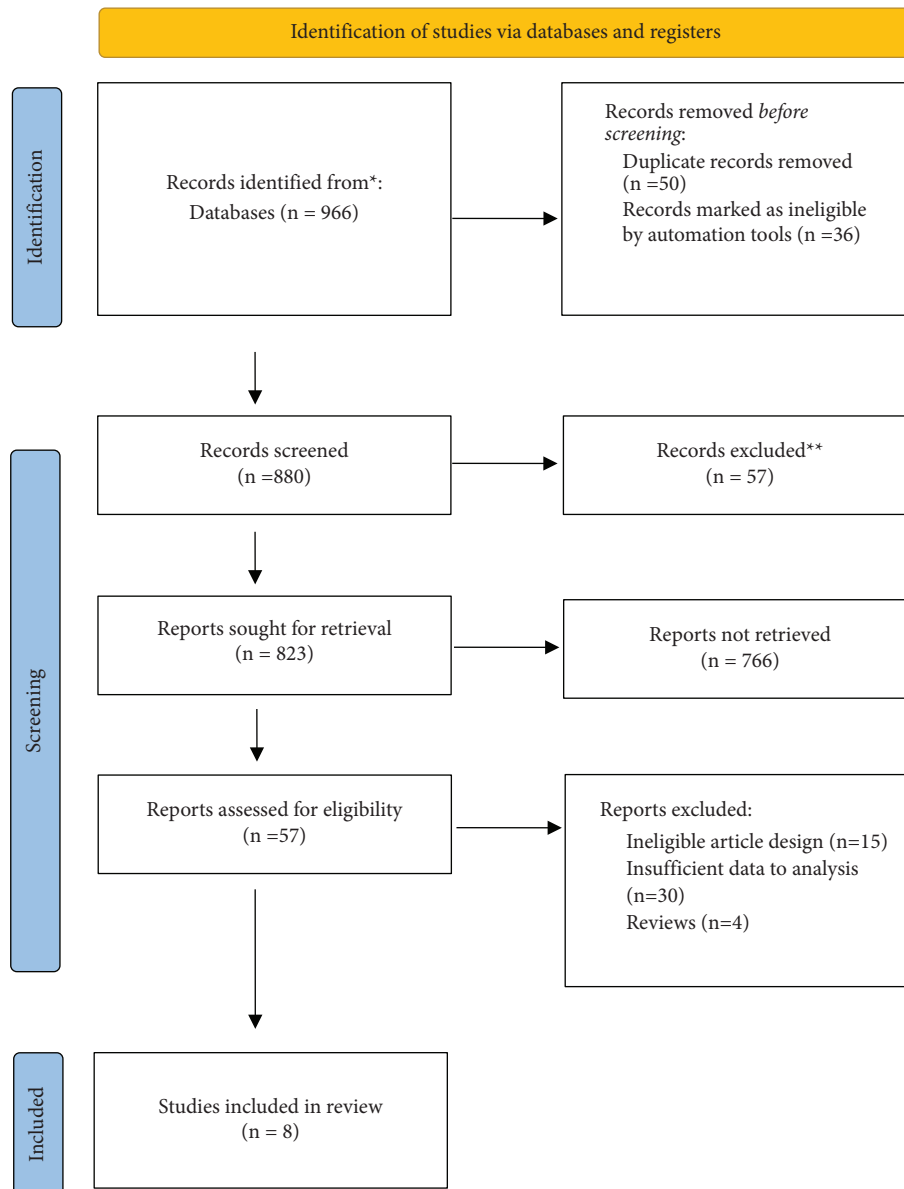 Identification of studies via databases and registers
Identification
Records identified from*:
Databases (n = 966)
Records removed before
screening:
Duplicate records removed
(n =50)
Records marked as ineligible
by automation tools (n =36)
Screening
Records screened
(n =880)
Records excluded**
(n = 57)
Reports sought for retrieval
(n = 823)
Reports not retrieved
(n = 766)
Reports assessed for eligibility
(n =57)
Reports excluded:
Ineligible article design (n=15)
Insufficient data to analysis
(n=30)
Reviews (n=4)
Included
Studies included in review
(n = 8)